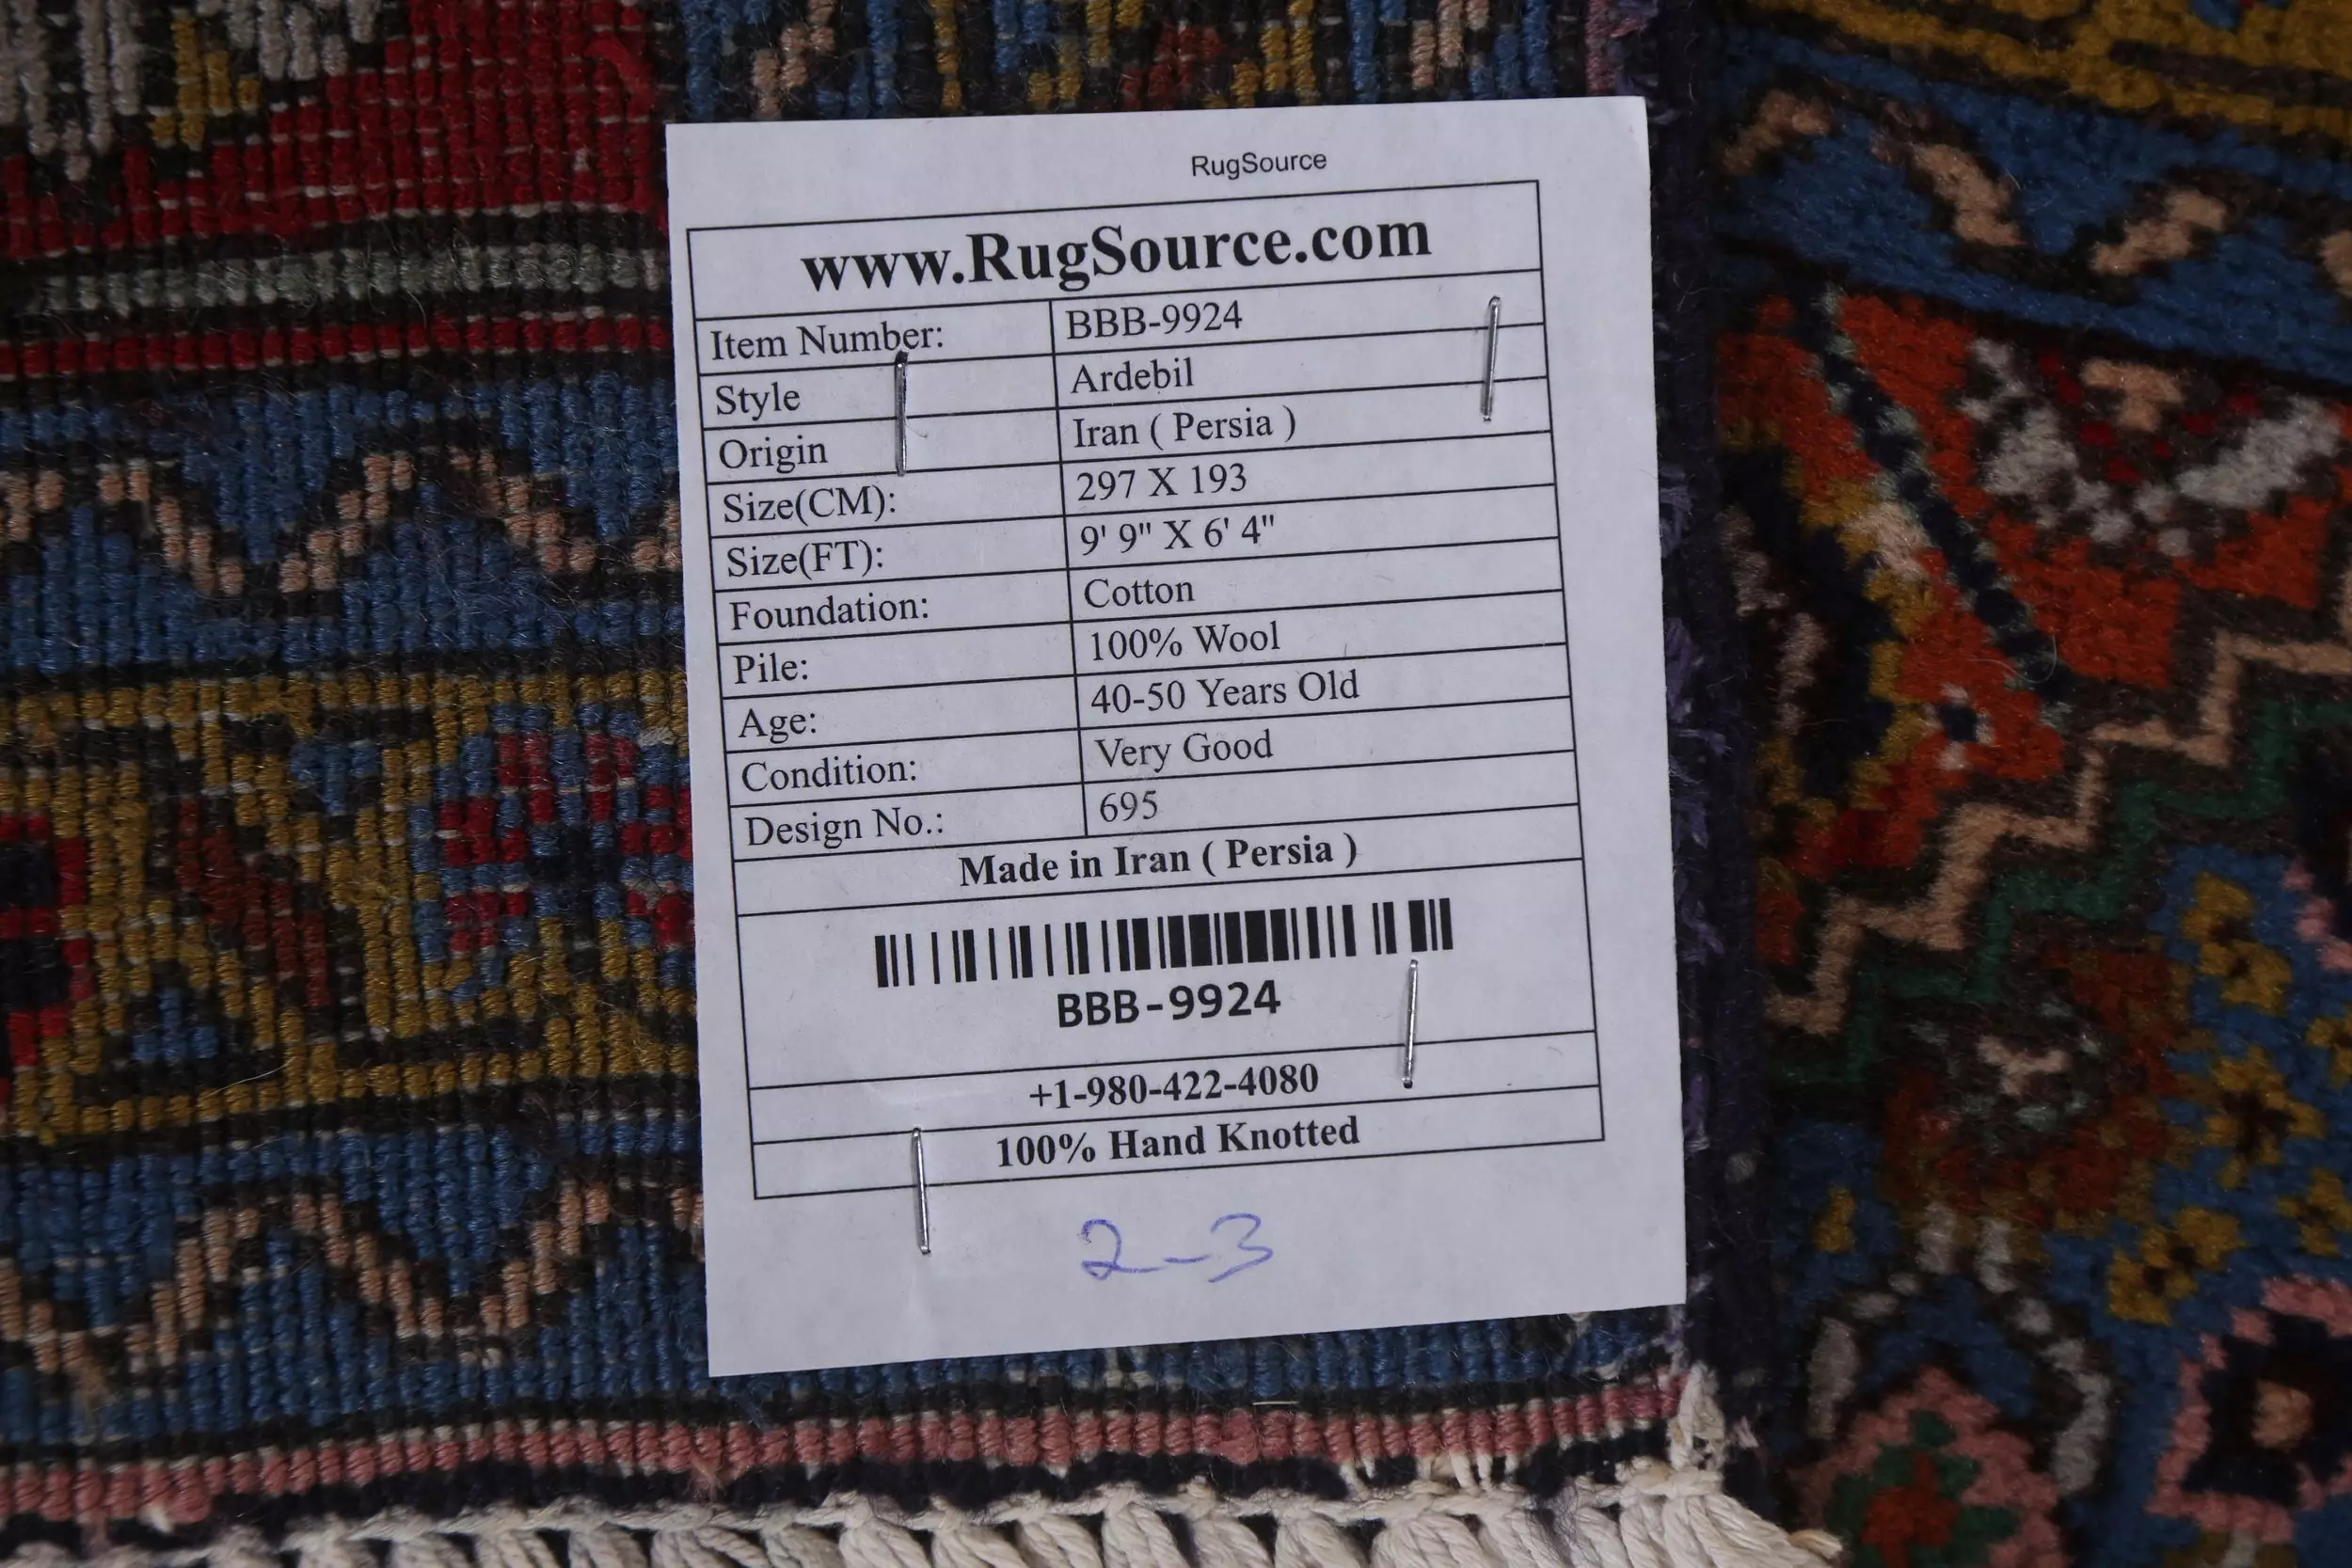 RugSource
www.RugSource.com
Item Number: BBB-9924
Style Ardebil
Origin Iran ( Persia )
Size(CM): 297 X 193
Size(FT): 9' 9" X 6' 4"
Foundation: Cotton
Pile: 100% Wool
Age: 40-50 Years Old
Condition: Very Good
Design No.: 695
Made in Iran ( Persia )
BBB-9924
+1-980-422-4080
100% Hand Knotted
2-3